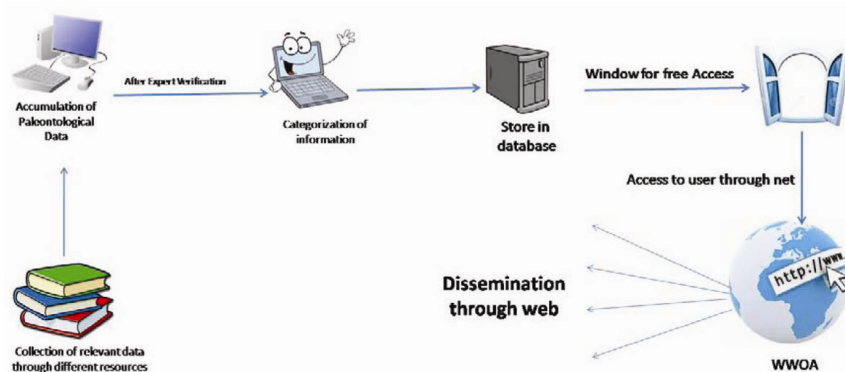 Collection of relevant data
through different resources
Accumulation of
Paleontological
Data
After Expert Verification
Categorization of
information
Store in
database
Window for free Access
Access to user through net
http://www
WWOA
Dissemination
through web